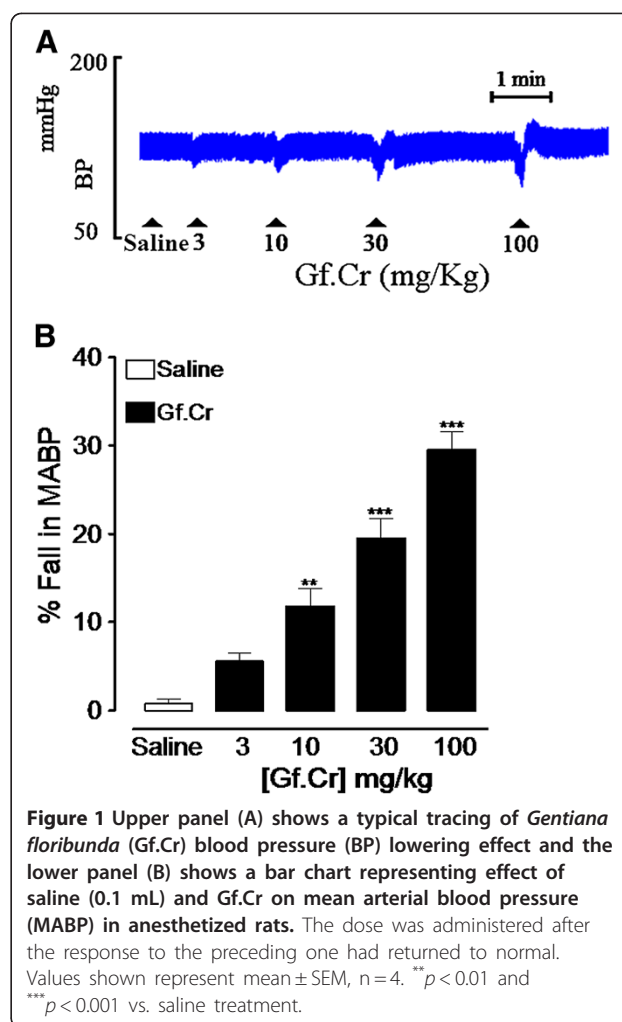 A
200
mmHg
BP
50
1 min
Saline 3 10 30 100
Gf.Cr (mg/Kg)
B
% Fall in MABP
40
30
20
10
0
Saline
Gf.Cr
**
***
***
Saline 3 10 30 100
[Gf.Cr] mg/kg
Figure 1 Upper panel (A) shows a typical tracing of Gentiana
floribunda (Gf.Cr) blood pressure (BP) lowering effect and the
lower panel (B) shows a bar chart representing effect of
saline (0.1 mL) and Gf.Cr on mean arterial blood pressure
(MABP) in anesthetized rats. The dose was administered after
the response to the preceding one had returned to normal.
Values shown represent mean ± SEM, n = 4. **p < 0.01 and
***p < 0.001 vs. saline treatment.